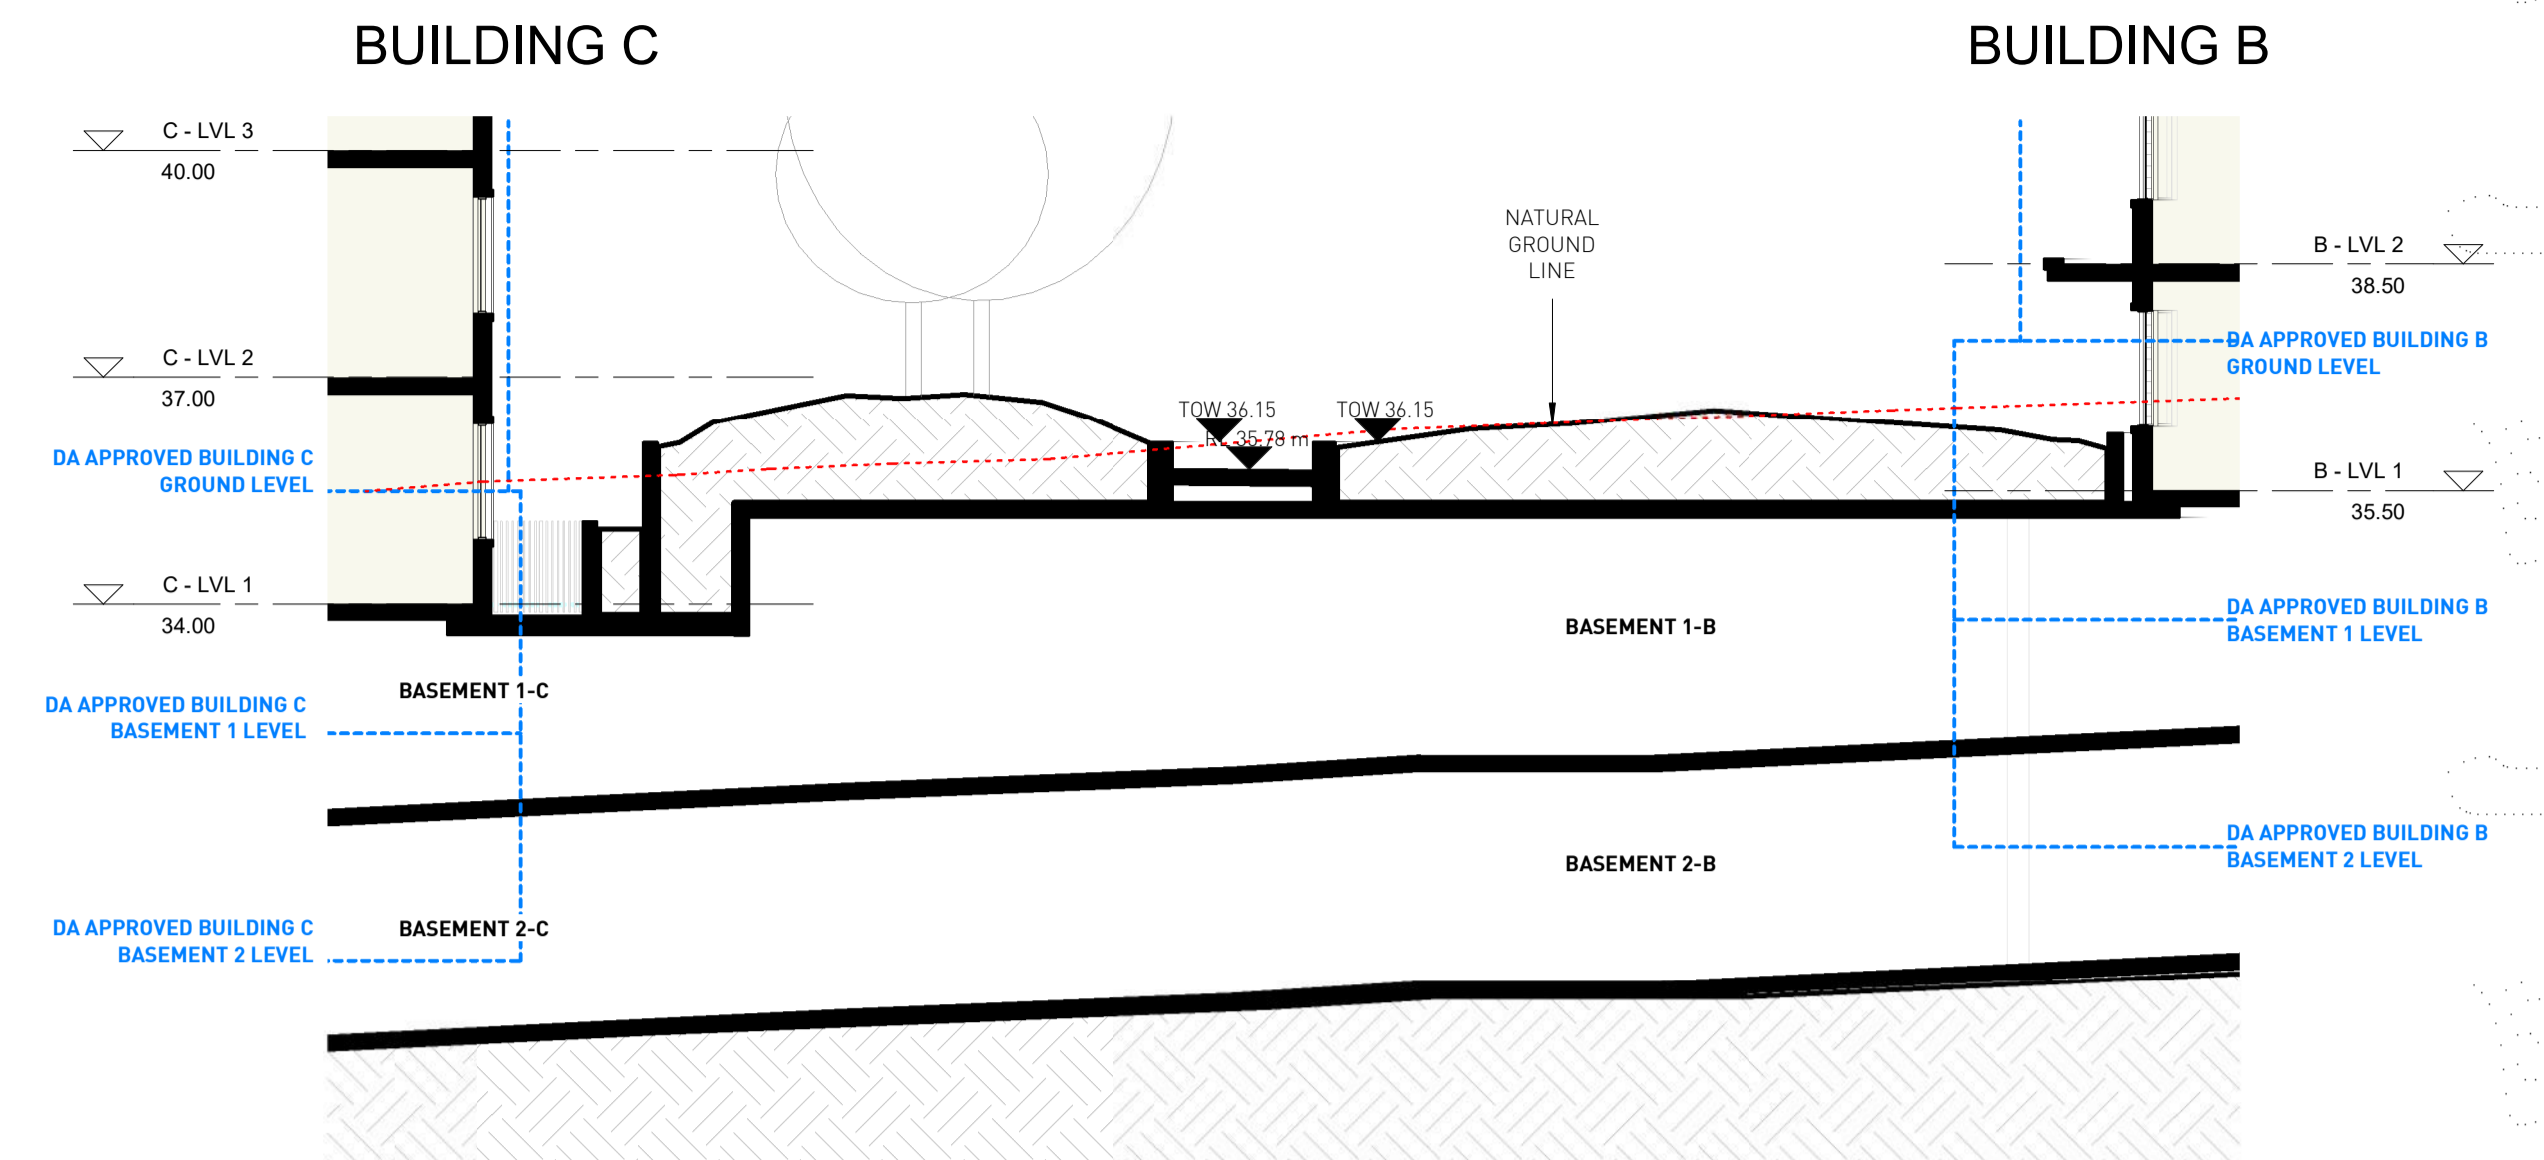 BUILDING C
BUILDING B
C - LVL 3
40.00
NATURAL
GROUND
LINE
B - LVL 2
38.50
DA APPROVED BUILDING B
GROUND LEVEL
C - LVL 2
37.00
TOW 36.15
TOW 36.15
RL 35.78 m
DA APPROVED BUILDING C
GROUND LEVEL
B - LVL 1
35.50
C - LVL 1
34.00
DA APPROVED BUILDING B
BASEMENT 1 LEVEL
BASEMENT 1-B
BASEMENT 1-C
DA APPROVED BUILDING C
BASEMENT 1 LEVEL
DA APPROVED BUILDING B
BASEMENT 2 LEVEL
BASEMENT 2-B
DA APPROVED BUILDING C
BASEMENT 2 LEVEL
BASEMENT 2-C